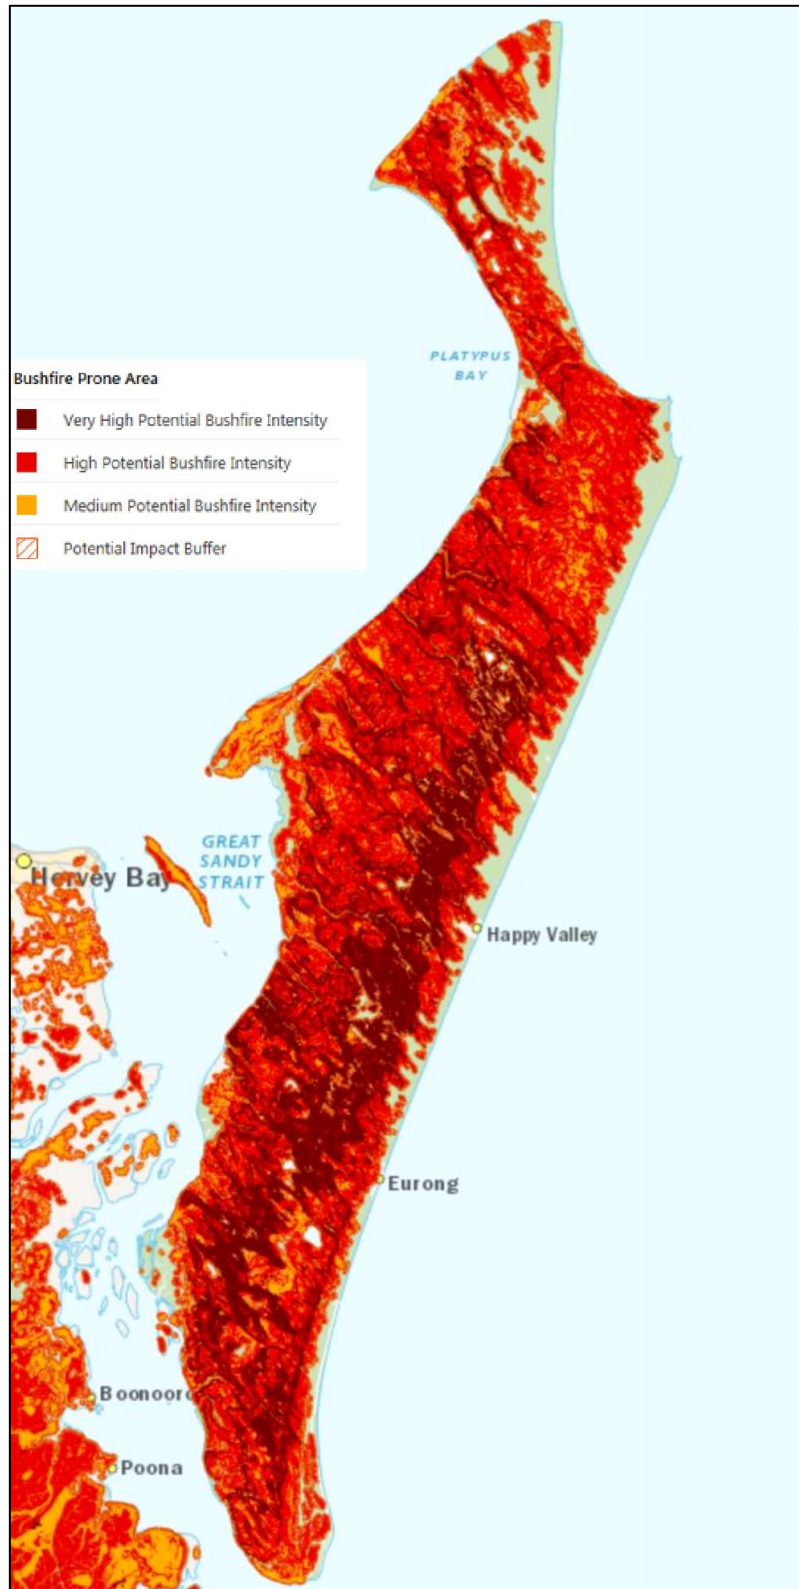 PLATYPUS
BAY
Bushfire Prone Area
Very High Potential Bushfire Intensity
High Potential Bushfire Intensity
Medium Potential Bushfire Intensity
Potential Impact Buffer
GREAT
SANDY
STRAIT
Hervey Bay
Happy Valley
Eurong
Boonooro
Poona